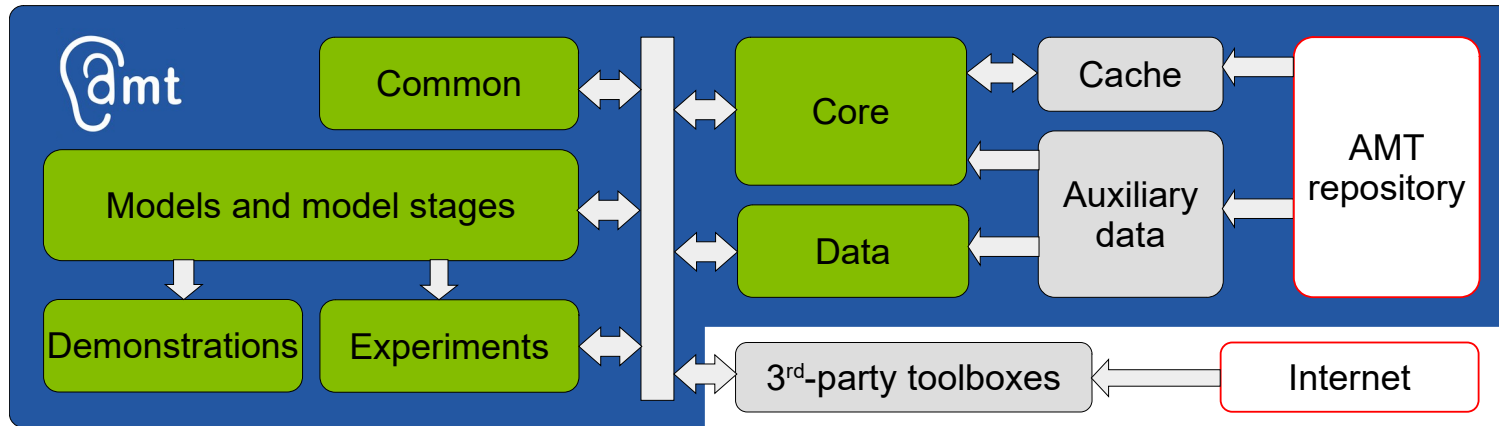 amt
Common
Core
Cache
AMT
repository
Models and model stages
Auxiliary
data
Data
Demonstrations
Experiments
3rd-party toolboxes
Internet